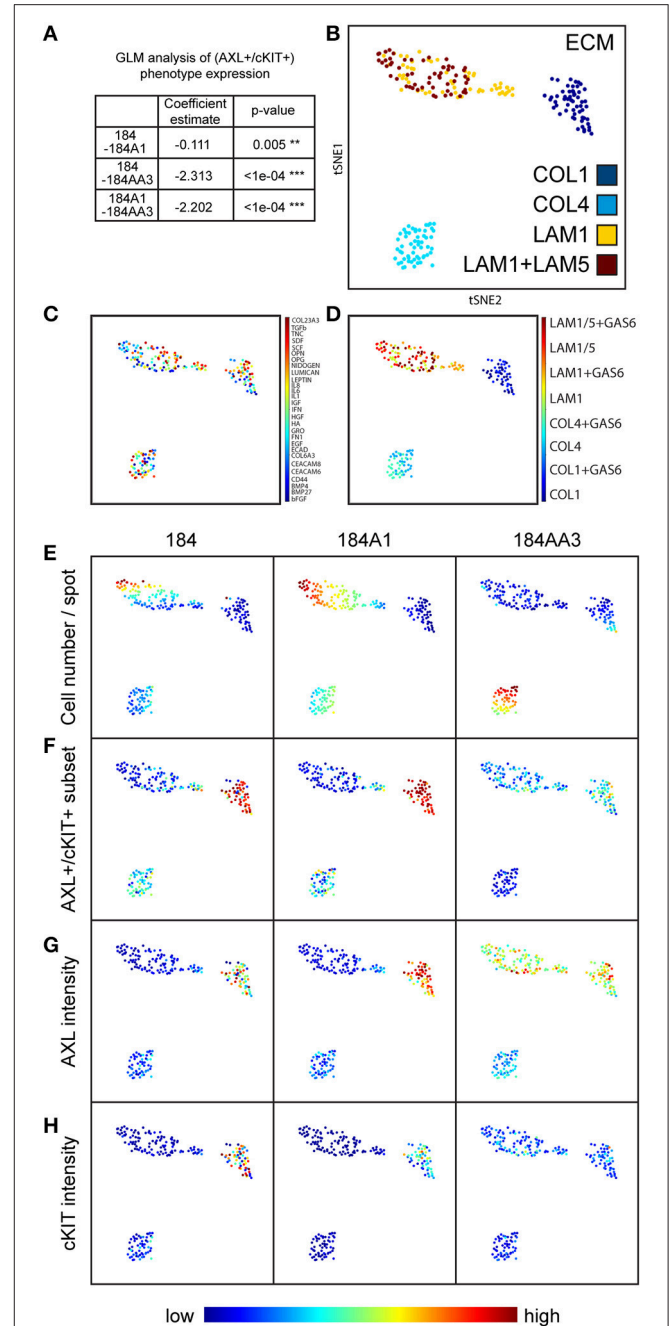 A
GLM analysis of (AXL+/cKIT+)
phenotype expression
Coefficient
estimate
p-value
184
-184A1
-0.111
0.005 **
184
-184AA3
-2.313
<1e-04 ***
184A1
-184AA3
-2.202
<1e-04 ***
B
ECM
COL1
COL4
LAM1
LAM1+LAM5
tSNE1
tSNE2
C
COL23A3
TGFb
TNC
SDF
SCF
OPN
OPG
NIDOGEN
LUMICAN
LEPTIN
IL8
IL6
IL1
IGF
IFN
HGF
HA
GRO
FN1
EGF
ECAD
COL6A3
CEACAM8
CEACAM6
CD44
BMP4
BMP27
bFGF
D
LAM1/5+GAS6
LAM1/5
LAM1+GAS6
LAM1
COL4+GAS6
COL4
COL1+GAS6
COL1
184
184A1
184AA3
E
Cell number / spot
F
AXL+/cKIT+ subset
G
AXL intensity
H
cKIT intensity
low
high